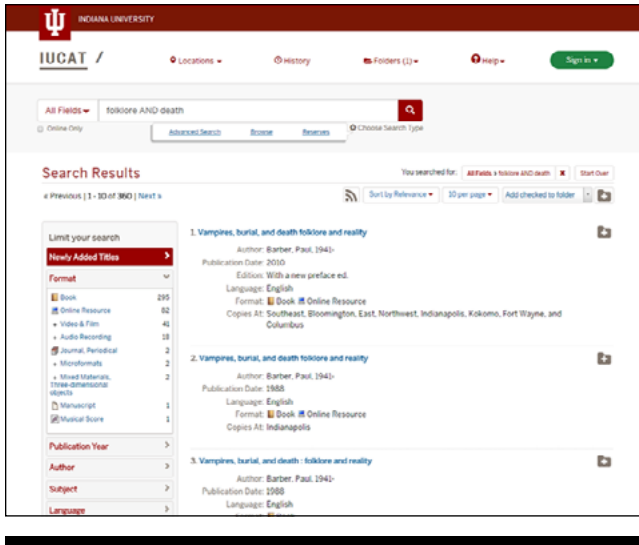 INDIANA UNIVERSITY
IUCAT /
Locations
History
Folders (1)
Help
Sign in
All Fields
folklore AND death
Online Only
Advanced Search
Browse
Reserves
Choose Search Type
Search Results
You searched for:
All Fields > folklore AND death
x
Start Over
« Previous | 1 - 10 of 360 | Next »
Sort by Relevance
10 per page
Add checked to folder
Limit your search
Newly Added Titles
Format
Book 295
Online Resource 82
Video & Film 41
Audio Recording 18
Journal, Periodical 2
Microformats 2
Mixed Materials, 2
Three-dimensional
objects
Manuscript 1
Musical Score 1
Publication Year
Author
Subject
Language
1. Vampires, burial, and death folklore and reality
Author: Barber, Paul, 1941-
Publication Date: 2010
Edition: With a new preface ed.
Language: English
Format: Book Online Resource
Copies At: Southeast, Bloomington, East, Northwest, Indianapolis, Kokomo, Fort Wayne, and
Columbus
2. Vampires, burial, and death folklore and reality
Author: Barber, Paul, 1941-
Publication Date: 1988
Language: English
Format: Book Online Resource
Copies At: Indianapolis
3. Vampires, burial, and death : folklore and reality
Author: Barber, Paul, 1941-
Publication Date: 1988
Language: English